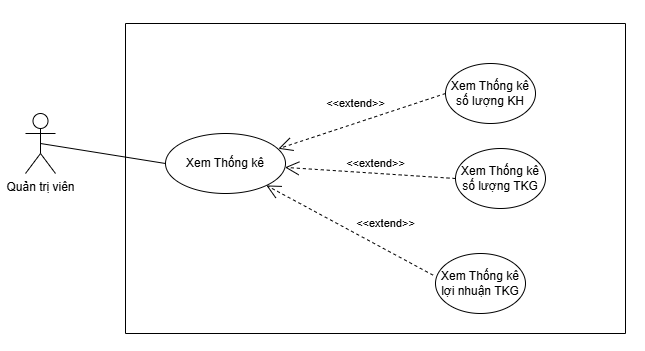 Xem Thống kê
số lượng KH
<<extend>>
Xem Thống kê
<<extend>>
Xem Thống kê
số lượng TKG
Quản trị viên
<<extend>>
Xem Thống kê
lợi nhuận TKG